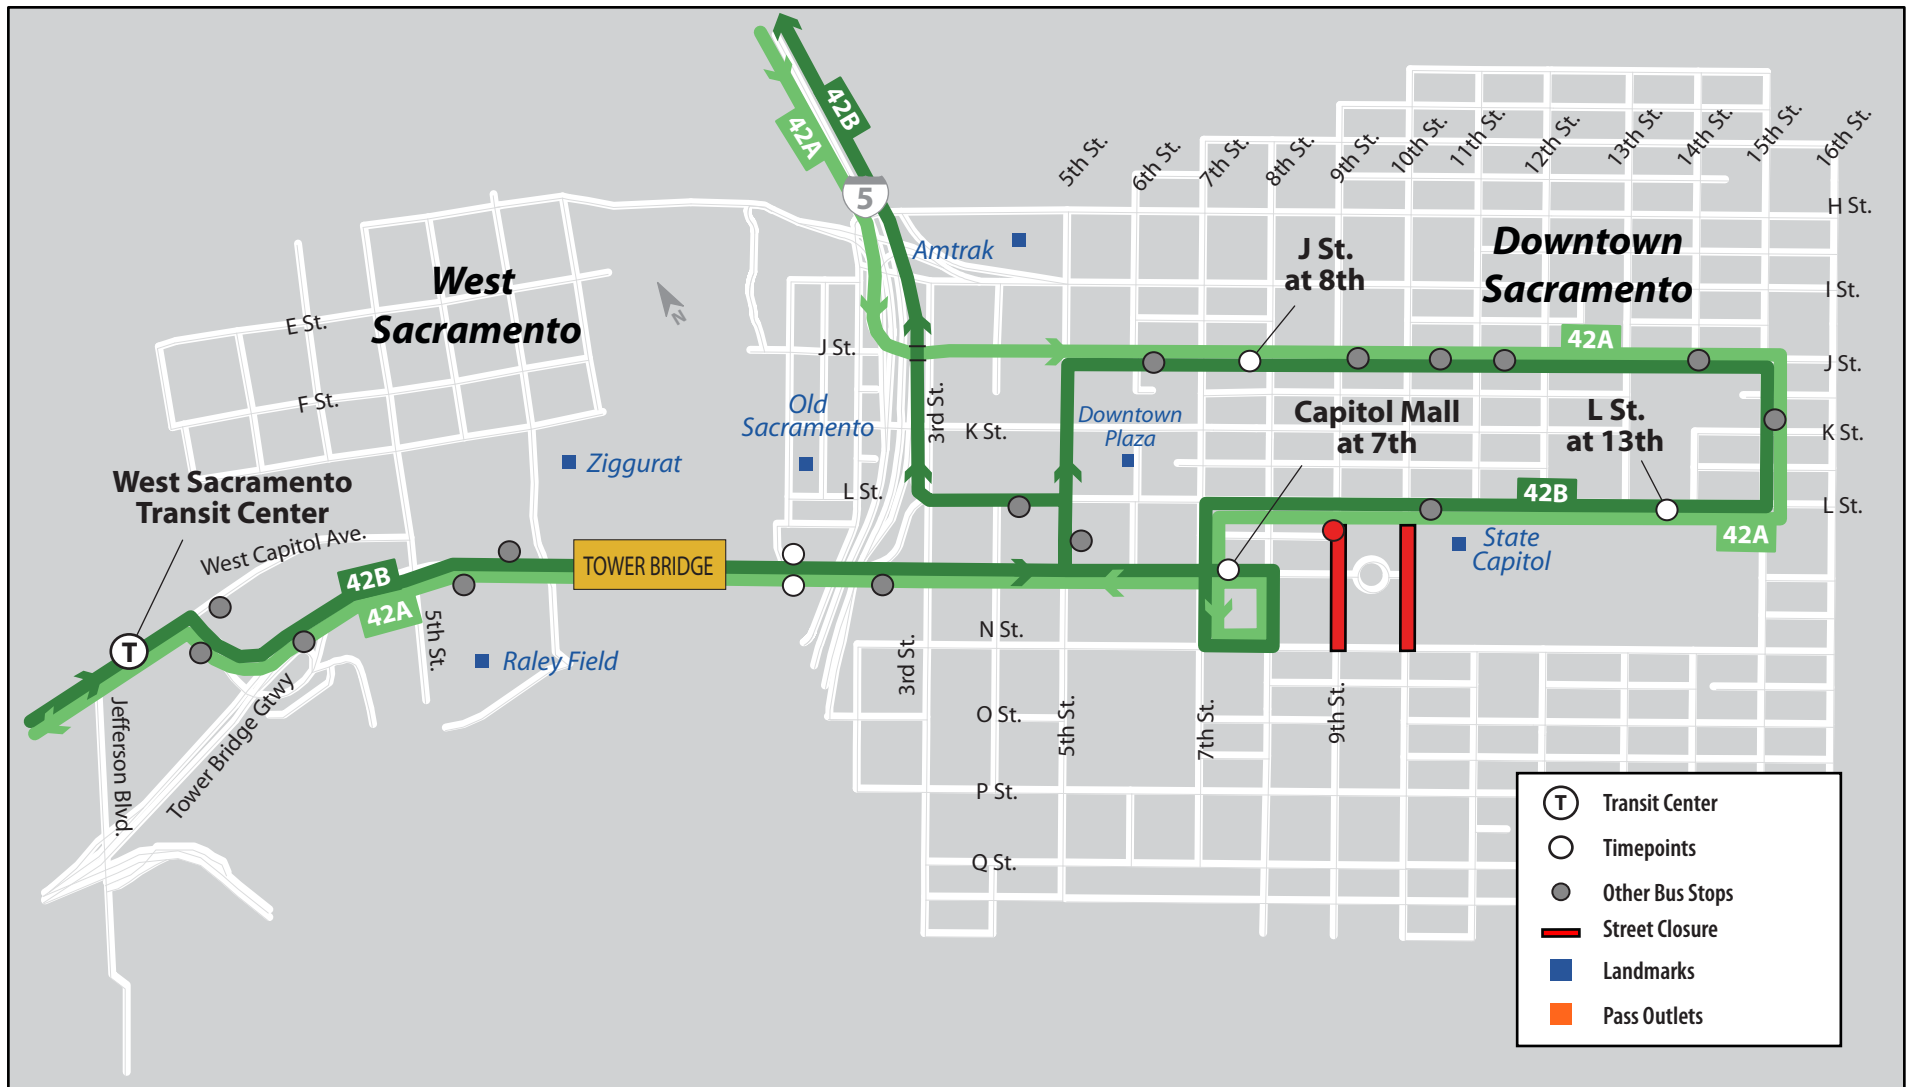 42B
42A
5
5th St.
6th St.
7th St.
8th St.
9th St.
10th St.
11th St.
12th St.
13th St.
14th St.
15th St.
16th St.
H St.
Amtrak
J St.
at 8th
Downtown
Sacramento
I St.
West
Sacramento
N
E St.
F St.
J St.
42A
J St.
Old
Sacramento
3rd St.
K St.
Downtown
Plaza
Capitol Mall
at 7th
L St.
at 13th
K St.
Ziggurat
L St.
42B
L St.
42A
State
Capitol
West Sacramento
Transit Center
West Capitol Ave.
42B
42A
TOWER BRIDGE
T
5th St.
Raley Field
N St.
3rd St.
Jefferson Blvd.
Tower Bridge Gtwy
O St.
5th St.
7th St.
9th St.
P St.
Q St.
T Transit Center
Timepoints
Other Bus Stops
Street Closure
Landmarks
Pass Outlets